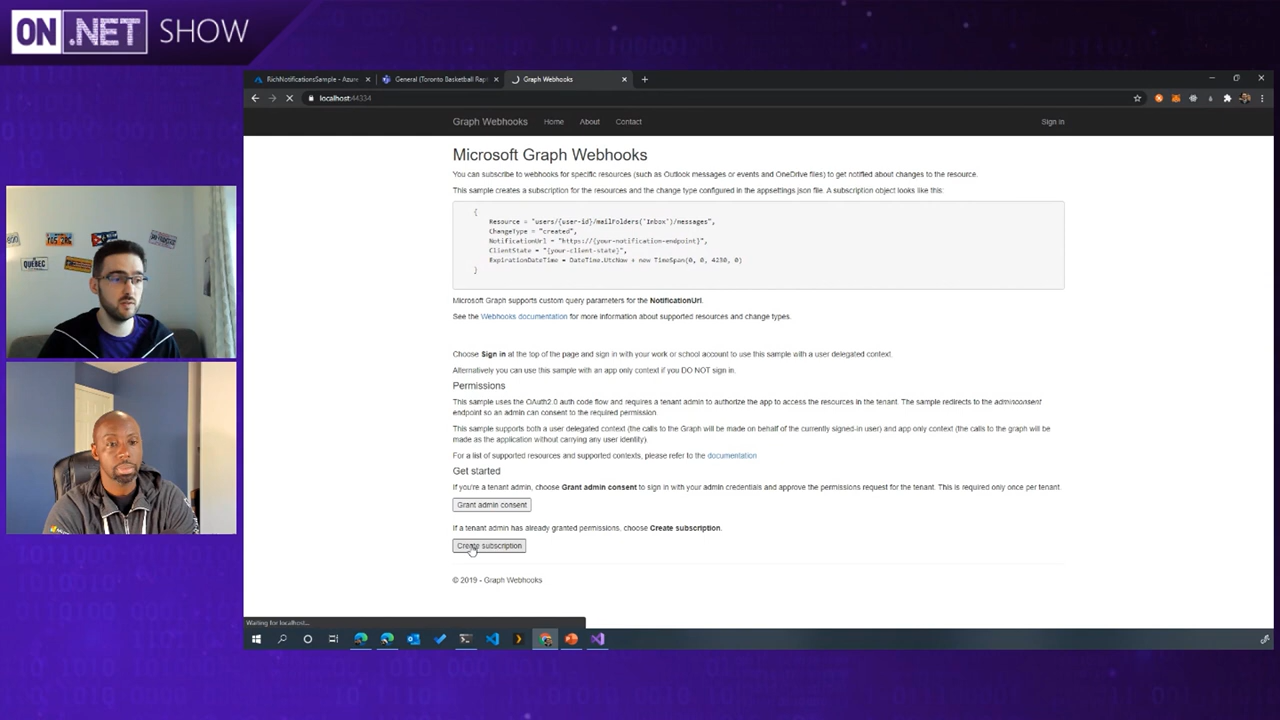 ON .NET SHOW
RichNotificationsSample - Azure
General (Toronto Basketball Rap
Graph Webhooks
localhost:44334
Graph Webhooks
Home
About
Contact
Sign in
Microsoft Graph Webhooks
You can subscribe to webhooks for specific resources (such as Outlook messages or events and OneDrive files) to get notified about changes to the resource.
This sample creates a subscription for the resources and the change type configured in the appsettings.json file. A subscription object looks like this:
{
Resource = "users/{user-id}/mailFolders('Inbox')/messages",
ChangeType = "created",
NotificationUrl = "https://{your-notification-endpoint}",
ClientState = "{your-client-state}",
ExpirationDateTime = DateTime.UtcNow + new TimeSpan(0, 0, 4230, 0)
}
Microsoft Graph supports custom query parameters for the NotificationUrl.
See the Webhooks documentation for more information about supported resources and change types.
Choose Sign in at the top of the page and sign in with your work or school account to use this sample with a user delegated context.
Alternatively you can use this sample with an app only context if you DO NOT sign in.
Permissions
This sample uses the OAuth2.0 auth code flow and requires a tenant admin to authorize the app to access the resources in the tenant. The sample redirects to the adminconsent
endpoint so an admin can consent to the required permission.
This sample supports both a user delegated context (the calls to the Graph will be made on behalf of the currently signed-in user) and app only context (the calls to the graph will be
made as the application without carrying any user identity).
For a list of supported resources and supported contexts, please refer to the documentation
Get started
If you're a tenant admin, choose Grant admin consent to sign in with your admin credentials and approve the permissions request for the tenant. This is required only once per tenant.
Grant admin consent
If a tenant admin has already granted permissions, choose Create subscription.
Create subscription
© 2019 - Graph Webhooks
Waiting for localhost...
QUÉBEC